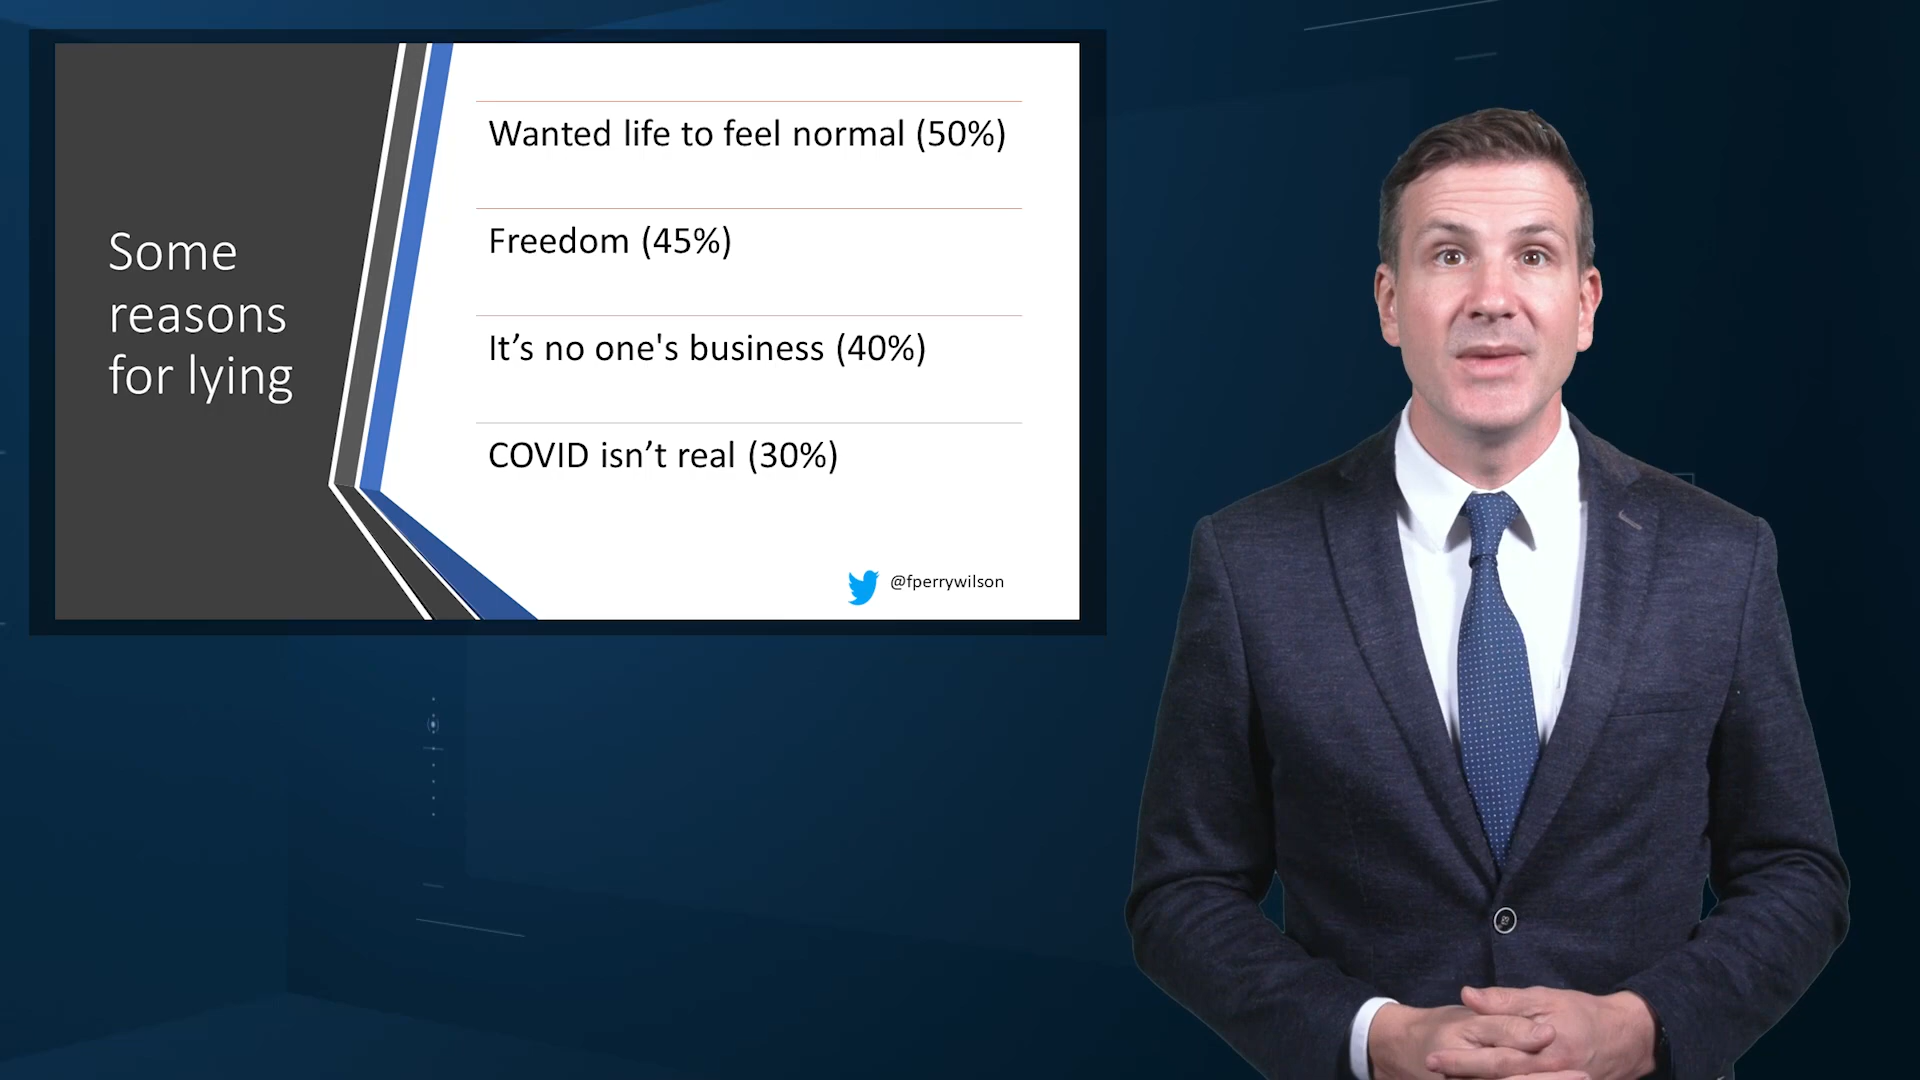 Some
reasons
for lying
Wanted life to feel normal (50%)
Freedom (45%)
It’s no one's business (40%)
COVID isn’t real (30%)
@fperrywilson